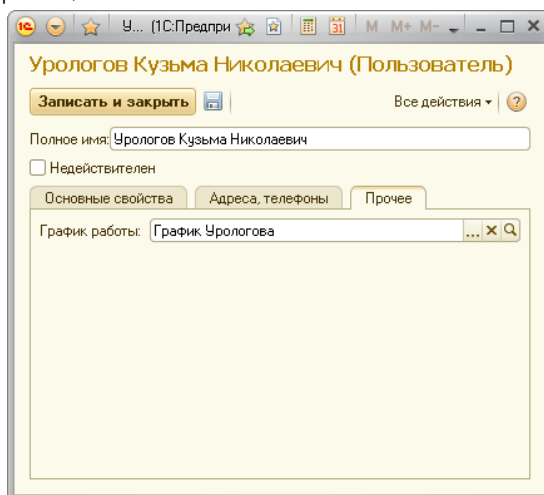 У... (1С:Предпри M M+ M-
Урологов Кузьма Николаевич (Пользователь)
Записать и закрыть Все действия
Полное имя: Урологов Кузьма Николаевич
Недействителен
Основные свойства Адреса, телефоны Прочее
График работы: График Урологова ...